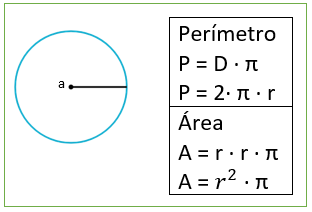 a
Perímetro
P = D · π
P = 2· π · r
Área
A = r · r · π
A = r² · π